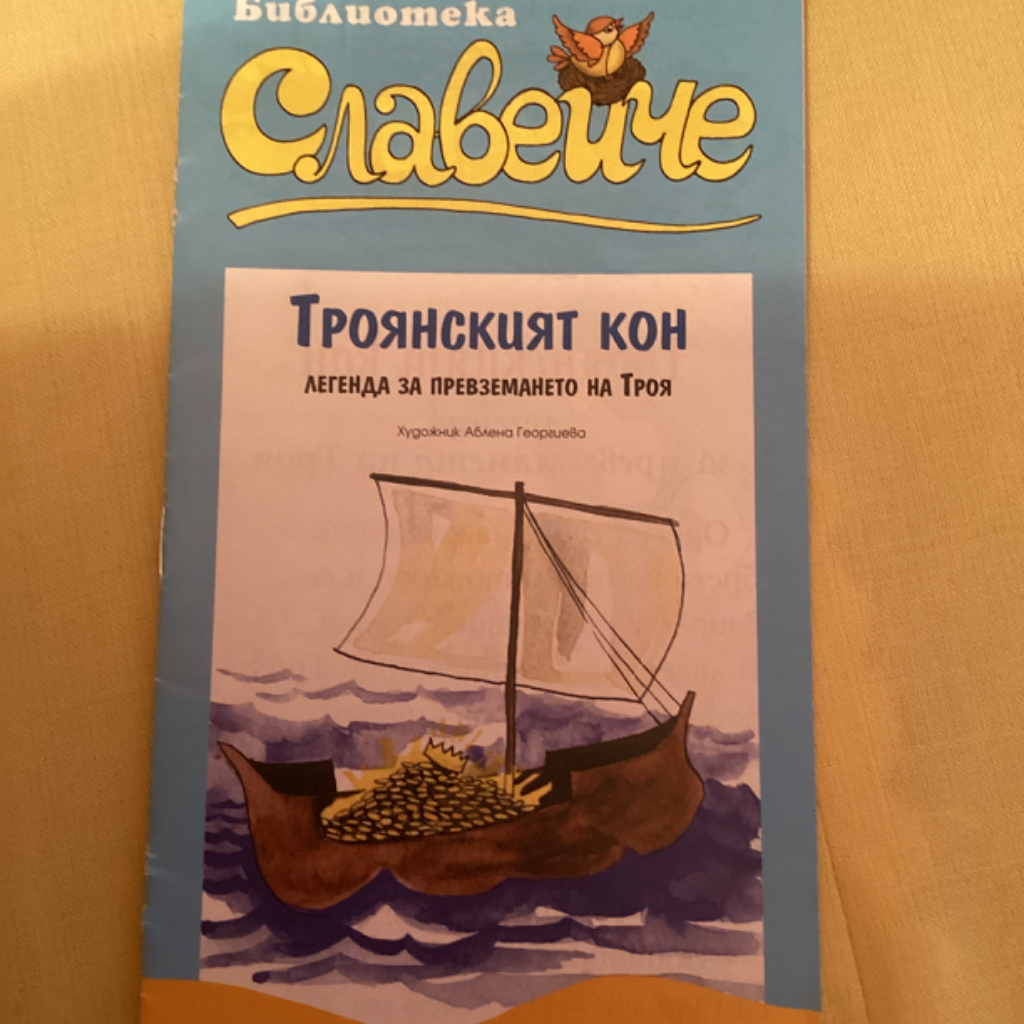 Библиотека
Славейче
Троянският кон
легенда за превземането на Троя
Художник Аблена Георгиева